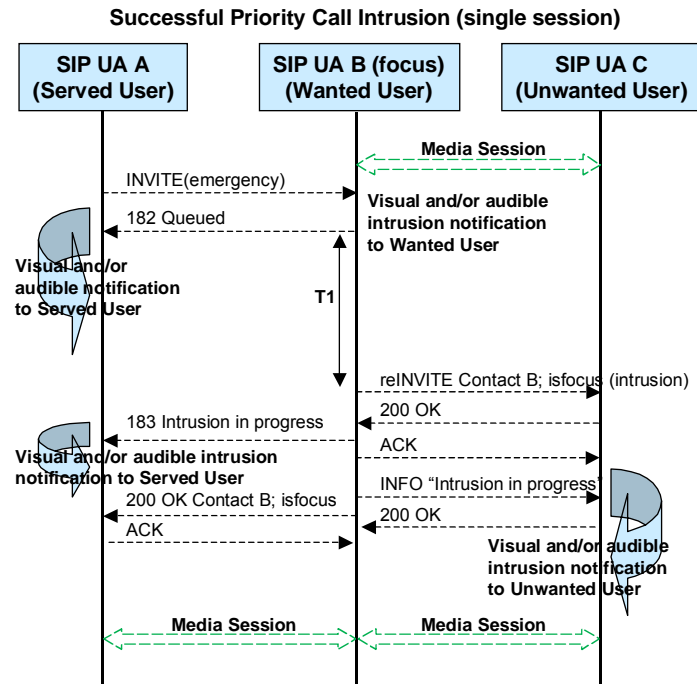 Successful Priority Call Intrusion (single session)
SIP UA A
(Served User)
SIP UA B (focus)
(Wanted User)
SIP UA C
(Unwanted User)
Media Session
INVITE(emergency)
Visual and/or audible
intrusion notification
to Wanted User
182 Queued
Visual and/or
audible notification
to Served User
T1
reINVITE Contact B; isfocus (intrusion)
200 OK
183 Intrusion in progress
ACK
Visual and/or audible intrusion
notification to Served User
INFO “Intrusion in progress”
200 OK Contact B; isfocus
200 OK
ACK
Visual and/or audible
intrusion notification
to Unwanted User
Media Session
Media Session